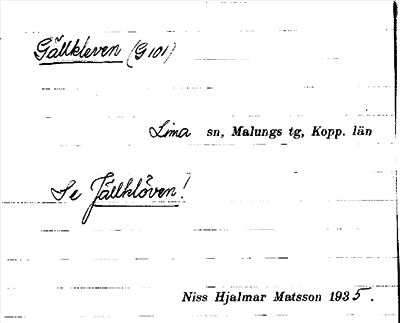 Gällkleven (G 101)
Lima sn, Malungs tg, Kopp. län
Se Jällklöven!
Niss Hjalmar Matsson 1935.